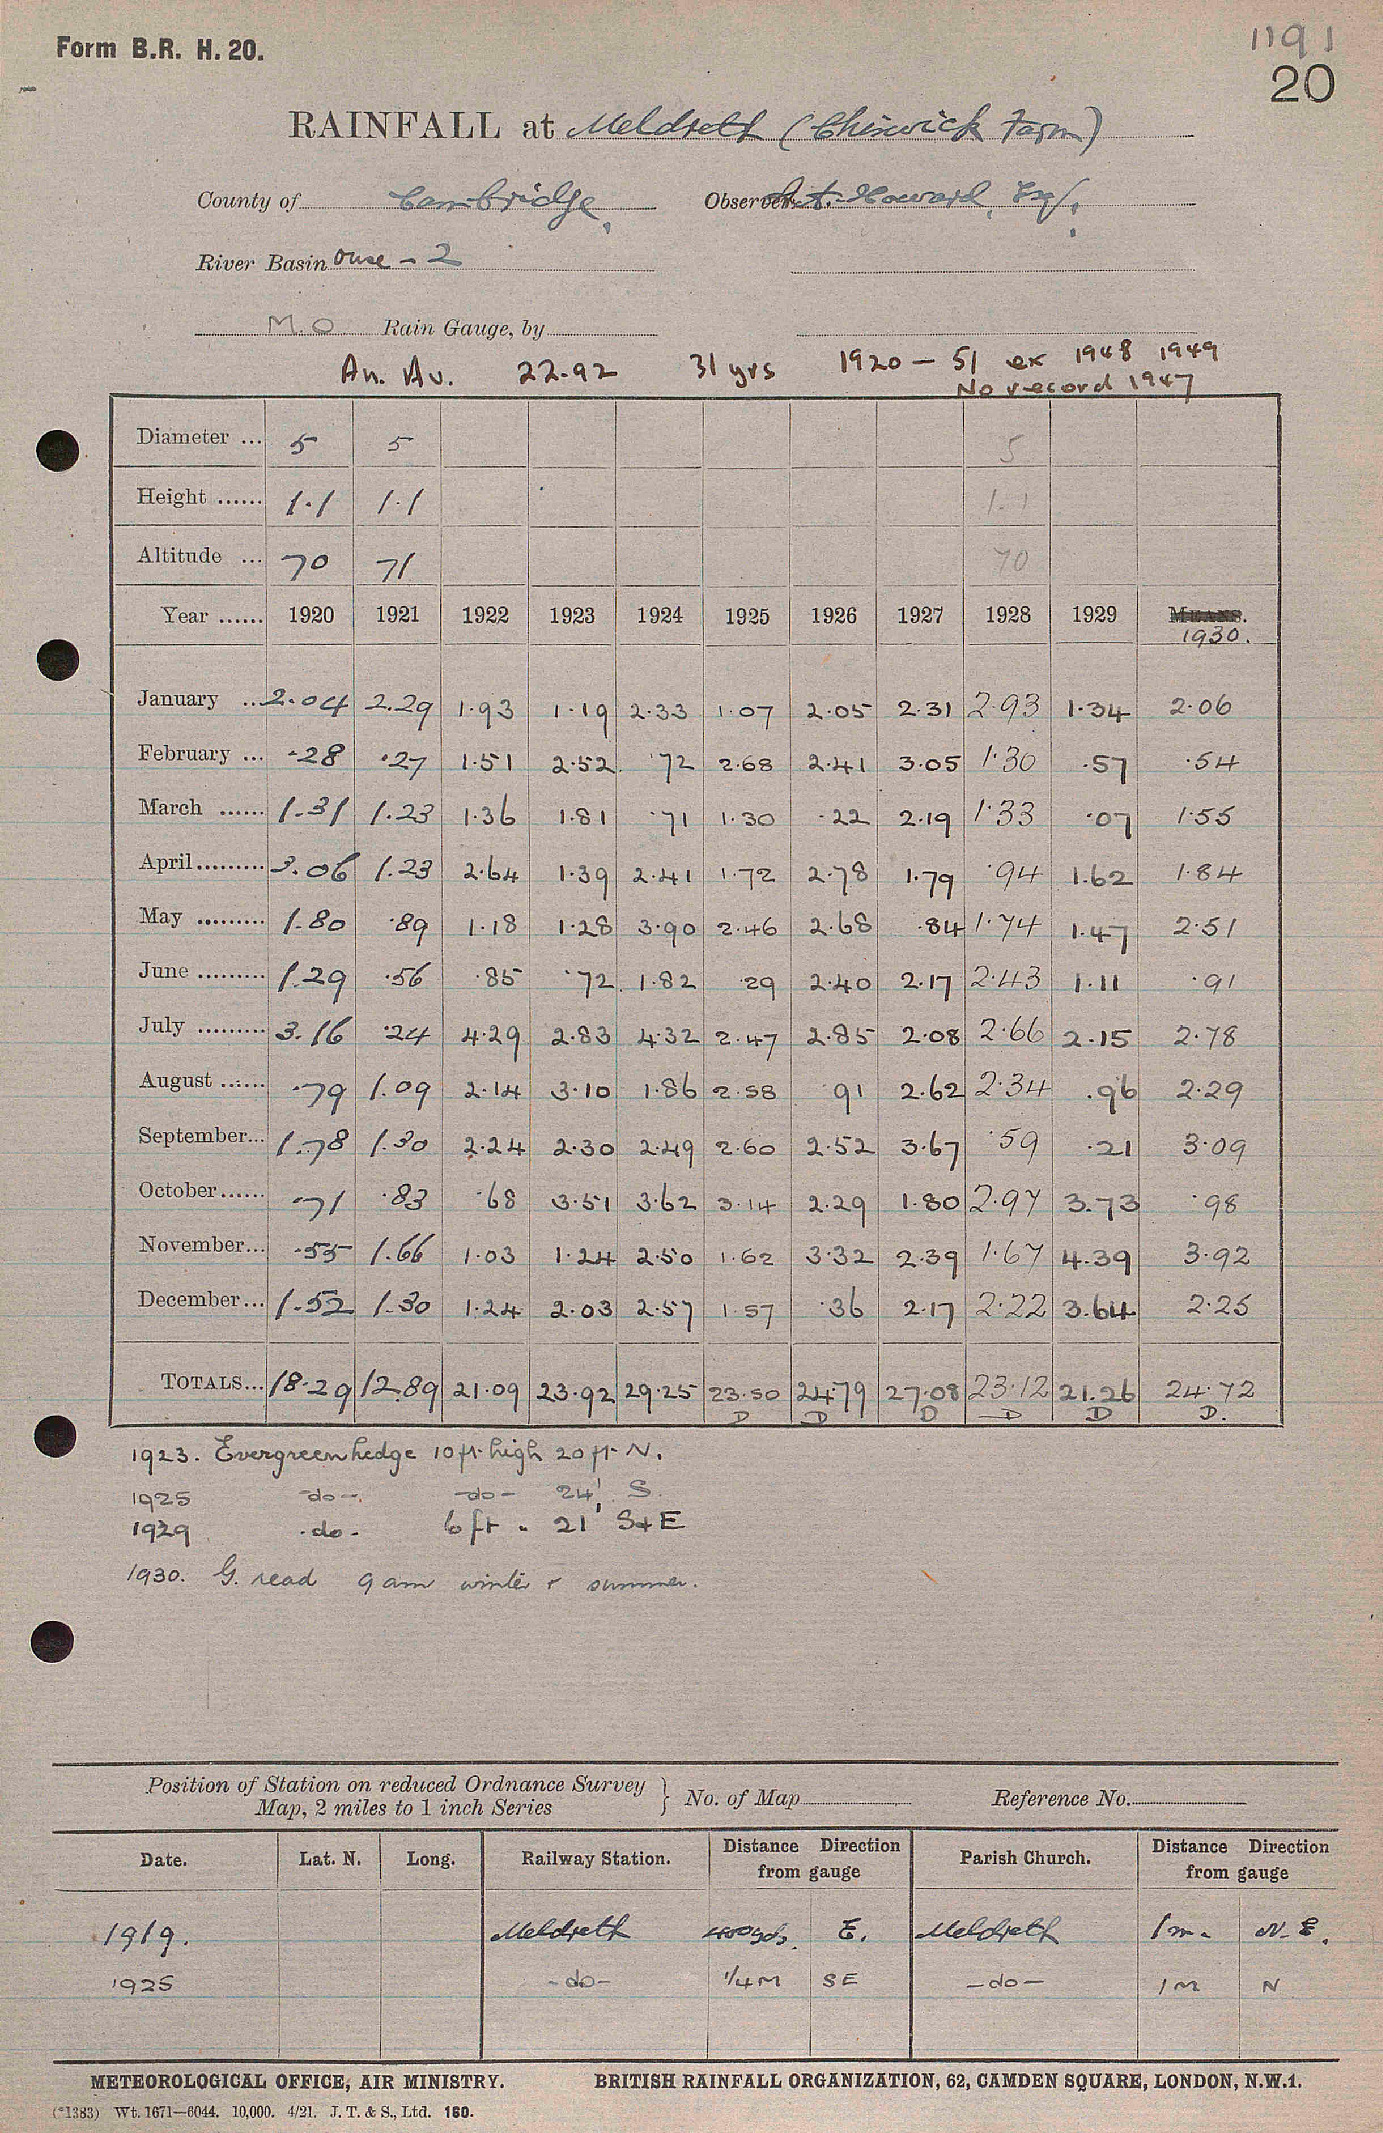 Form B.R. H. 20.
1191
20
RAINFALL at Meldreth (Chiswick Farm)
County of Cambridge, Observer A. Howard, Esq.
River Basin Ouse - 2
M.O Rain Gauge, by
An. Av. 22.92 31 yrs 1920 - 51 ex 1948 1949
No record 1947
Diameter ... 5 5 5
Height ...... 1.1 1.1 1.1
Altitude ... 70 71 70
Year ...... 1920 1921 1922 1923 1924 1925 1926 1927 1928 1929 MEANS.
1930.
January ... 2.04 2.29 1.93 1.19 2.33 1.07 2.05 2.31 2.93 1.34 2.06
February ... .28 .27 1.51 2.52 .72 2.68 2.41 3.05 1.30 .57 .54
March ...... 1.31 1.23 1.36 1.81 .71 1.30 .22 2.19 1.33 .07 1.55
April ......... 3.06 1.23 2.64 1.39 2.41 1.72 2.78 1.79 .94 1.62 1.84
May ......... 1.80 .89 1.18 1.28 3.90 2.46 2.68 .84 1.74 1.47 2.51
June ......... 1.29 .56 .85 .72 1.82 .29 2.40 2.17 2.43 1.11 .91
July ......... 3.16 .24 4.29 2.83 4.32 2.47 2.85 2.08 2.66 2.15 2.78
August ...... .79 1.09 2.14 3.10 1.86 2.58 .91 2.62 2.34 .96 2.29
September... 1.78 1.30 2.24 2.30 2.49 2.60 2.52 3.67 .59 .21 3.09
October...... .71 .83 .68 3.51 3.62 3.14 2.29 1.80 2.97 3.73 .98
November... .55 1.66 1.03 1.24 2.50 1.62 3.32 2.39 1.67 4.39 3.92
December... 1.52 1.30 1.24 2.03 2.57 1.57 .36 2.17 2.22 3.64 2.25
TOTALS... 18.29 12.89 21.09 23.92 29.25 23.50 24.79 27.08 23.12 21.26 24.72
D D D D D D.
1923. Evergreen hedge 10 ft. high 20 ft. N.
1925 -do-. -do- 24' S.
1929 .do. 6 ft " 21' S+E
1930. G. read 9 am winter & summer.
Position of Station on reduced Ordnance Survey
Map, 2 miles to 1 inch Series } No. of Map Reference No.
Date. Lat. N. Long. Railway Station. Distance Direction from gauge Parish Church. Distance Direction from gauge
1919. Meldreth 400 yds. E. Meldreth 1 m. N.E.
1925 -do- 1/4 M SE -do- 1 M N
METEOROLOGICAL OFFICE, AIR MINISTRY. BRITISH RAINFALL ORGANIZATION, 62, CAMDEN SQUARE, LONDON, N.W.1.
(*1383) Wt. 1671-6044. 10,000. 4/21. J. T. & S., Ltd. 160.